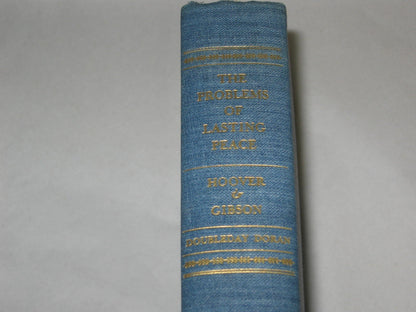 THE
PROBLEMS
OF
LASTING
PEACE
HOOVER
&
GIBSON
DOUBLEDAY DORAN